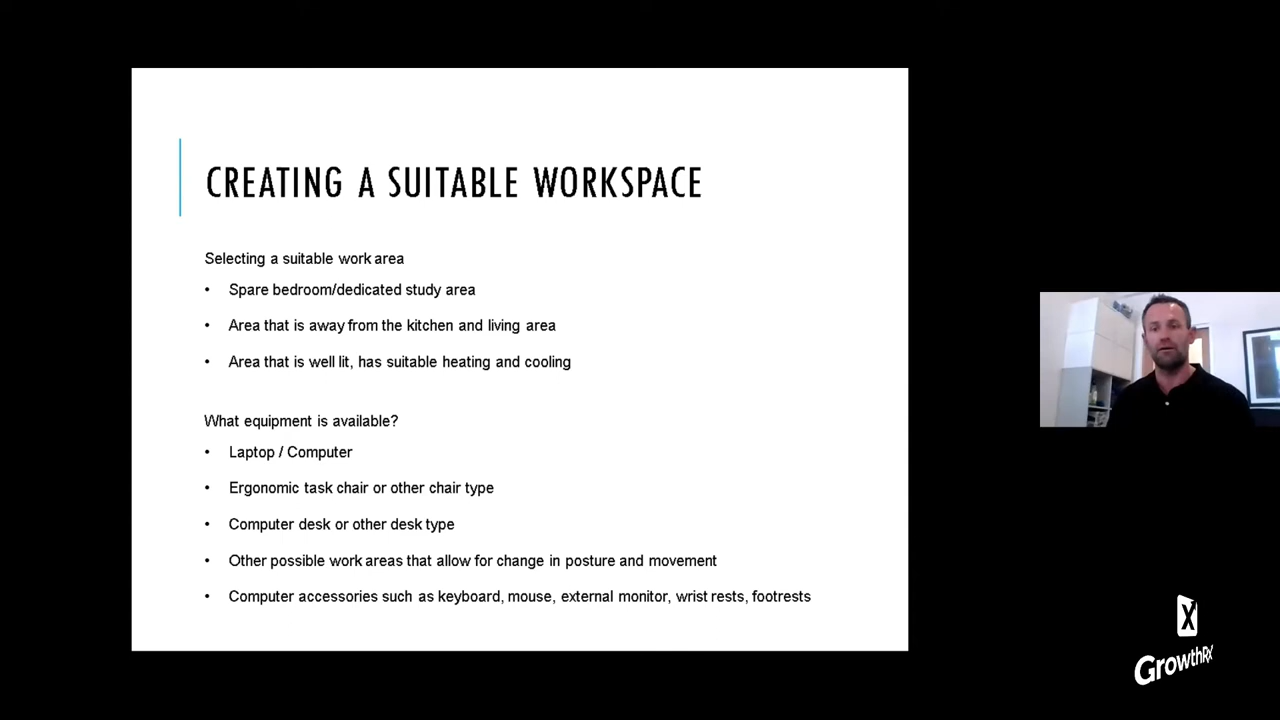 CREATING A SUITABLE WORKSPACE
Selecting a suitable work area
• Spare bedroom/dedicated study area
• Area that is away from the kitchen and living area
• Area that is well lit, has suitable heating and cooling
What equipment is available?
• Laptop / Computer
• Ergonomic task chair or other chair type
• Computer desk or other desk type
• Other possible work areas that allow for change in posture and movement
• Computer accessories such as keyboard, mouse, external monitor, wrist rests, footrests
X
GrowthRx